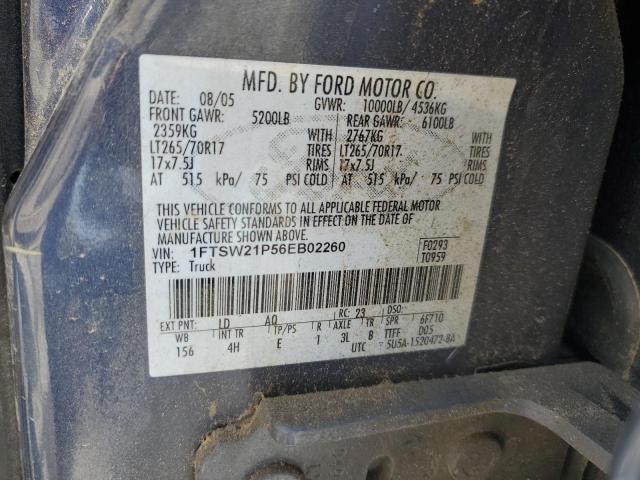 MFD. BY FORD MOTOR CO.
DATE: 08/05 GVWR: 10000LB/ 4536KG
FRONT GAWR: 5200LB REAR GAWR: 6100LB
2359KG WITH 2767KG WITH
LT265/70R17 TIRES LT265/70R17 TIRES
17x7.5J RIMS 17x7.5J RIMS
AT 515 kPa/ 75 PSI COLD AT 515 kPa/ 75 PSI COLD
THIS VEHICLE CONFORMS TO ALL APPLICABLE FEDERAL MOTOR
VEHICLE SAFETY STANDARDS IN EFFECT ON THE DATE OF
MANUFACTURE SHOWN ABOVE.
VIN: 1FTSW21P56EB02260 F0293
TYPE: Truck T0959
EXT PNT: LD AQ RC: 23 DSO: 6F710
WB INT TR TP/PS R AXLE TR TTFF D05
156 4H E 1 3L B UTC 5U5A-1520472-BA